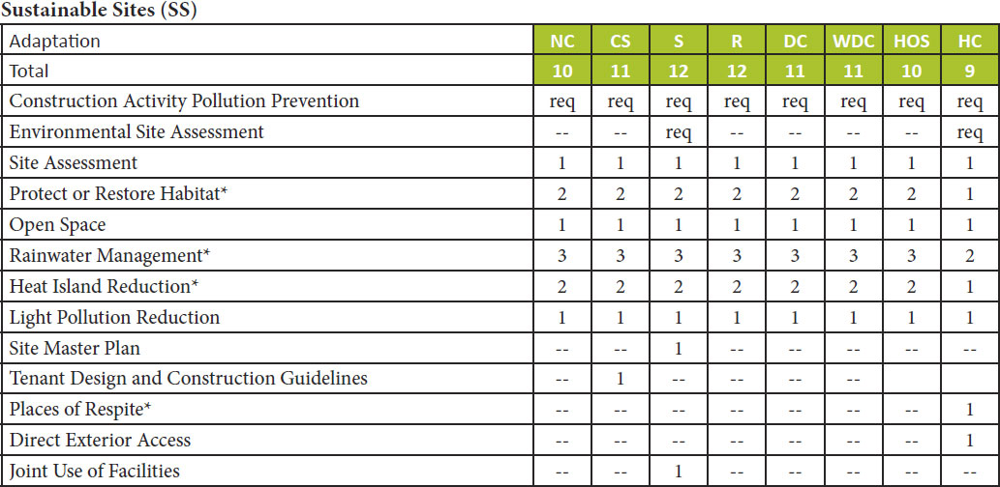 Sustainable Sites (SS)
Adaptation NC CS S R DC WDC HOS HC
Total 10 11 12 12 11 11 10 9
Construction Activity Pollution Prevention req req req req req req req req
Environmental Site Assessment -- -- req -- -- -- -- req
Site Assessment 1 1 1 1 1 1 1 1
Protect or Restore Habitat* 2 2 2 2 2 2 2 1
Open Space 1 1 1 1 1 1 1 1
Rainwater Management* 3 3 3 3 3 3 3 2
Heat Island Reduction* 2 2 2 2 2 2 2 1
Light Pollution Reduction 1 1 1 1 1 1 1 1
Site Master Plan -- -- 1 -- -- -- -- --
Tenant Design and Construction Guidelines -- 1 -- -- -- --
Places of Respite* -- -- -- -- -- -- -- 1
Direct Exterior Access -- -- -- -- -- -- -- 1
Joint Use of Facilities -- -- 1 -- -- -- -- --